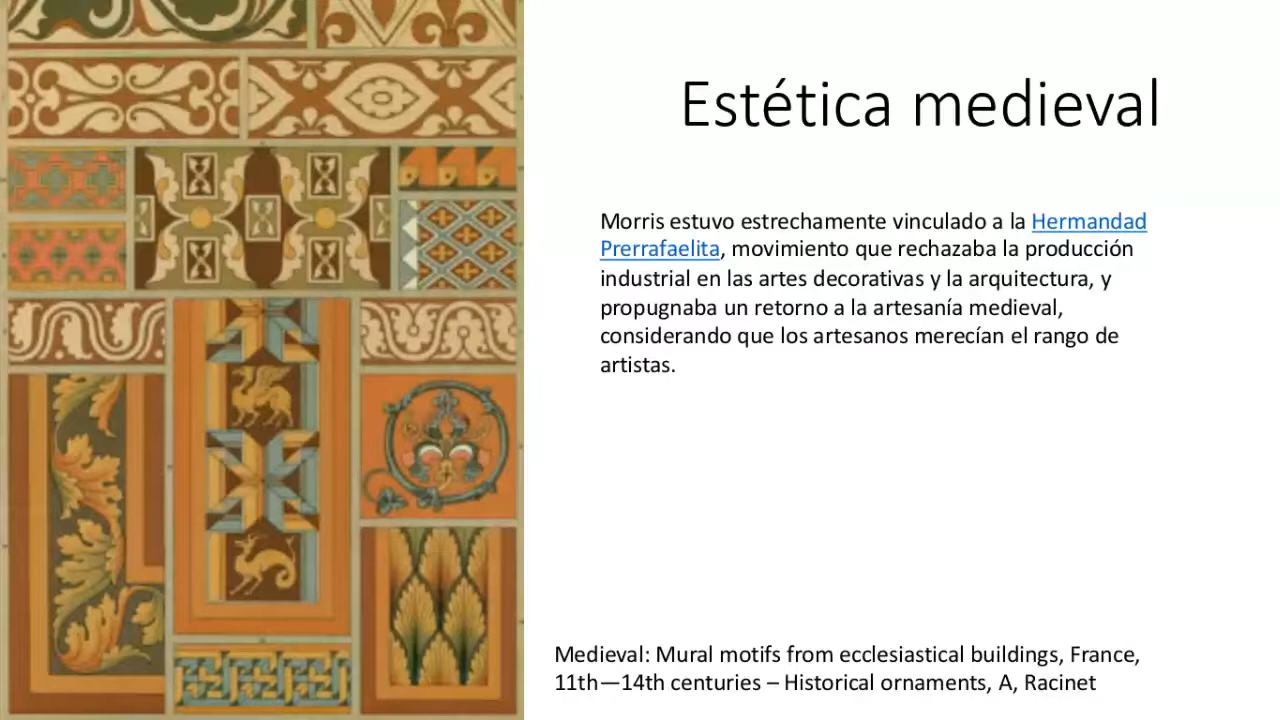 Estética medieval
Morris estuvo estrechamente vinculado a la Hermandad
Prerrafaelita, movimiento que rechazaba la producción
industrial en las artes decorativas y la arquitectura, y
propugnaba un retorno a la artesanía medieval,
considerando que los artesanos merecían el rango de
artistas.
Medieval: Mural motifs from ecclesiastical buildings, France,
11th—14th centuries – Historical ornaments, A, Racinet